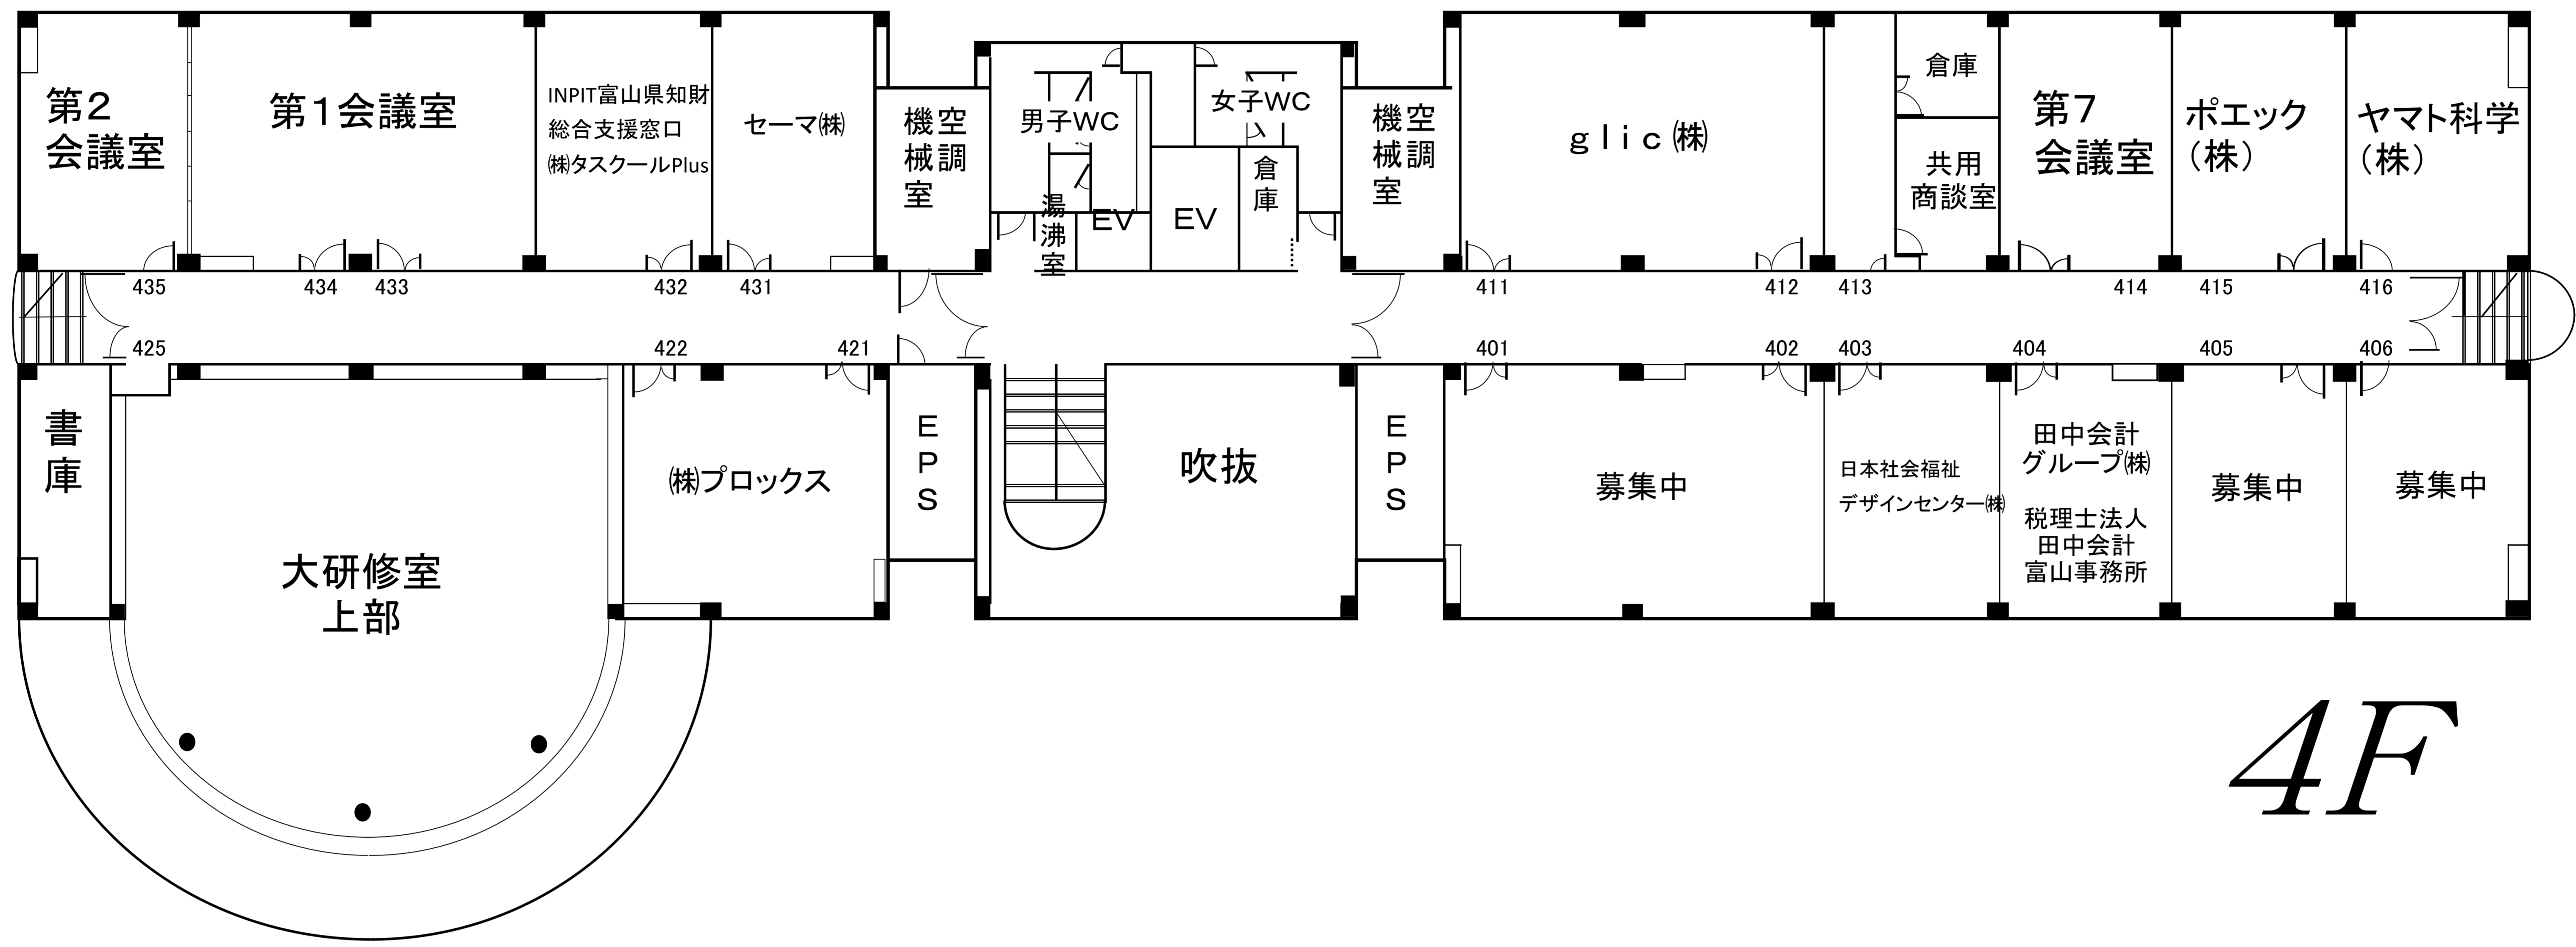 第２
会議室
第１会議室
INPIT富山県知財
総合支援窓口
㈱タスクールPlus
セーマ㈱
空調
機械室
男子WC
湯沸室
EV
EV
女子WC
倉庫
空調
機械室
ｇｌｉｃ㈱
倉庫
共用
商談室
第７
会議室
ポエック
（株）
ヤマト科学
（株）
435
434
433
432
431
411
412
413
414
415
416
425
422
421
401
402
403
404
405
406
書庫
大研修室
上部
㈱プロックス
EPS
吹抜
EPS
募集中
日本社会福祉
デザインセンター㈱
田中会計
グループ㈱
税理士法人
田中会計
富山事務所
募集中
募集中
4F